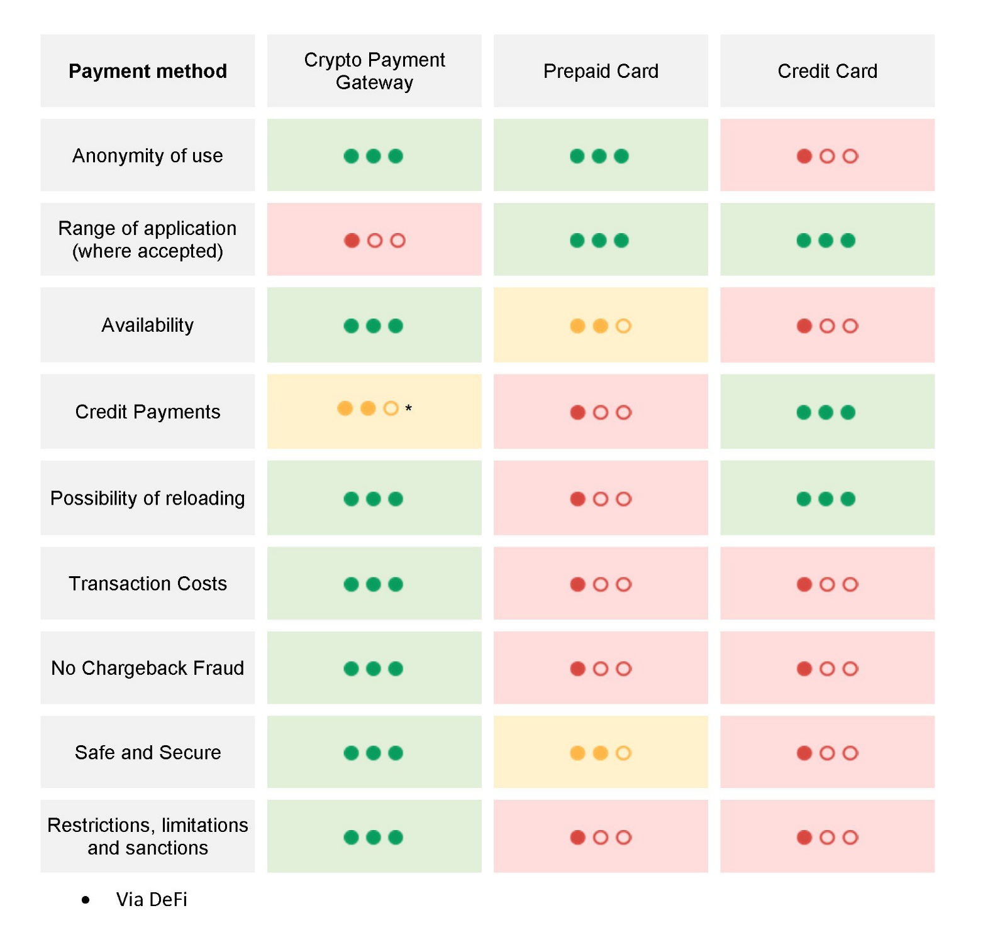 Payment method
Crypto Payment
Gateway
Prepaid Card
Credit Card
Anonymity of use
Range of application
(where accepted)
Availability
Credit Payments
*
Possibility of reloading
Transaction Costs
No Chargeback Fraud
Safe and Secure
Restrictions, limitations
and sanctions
• Via DeFi